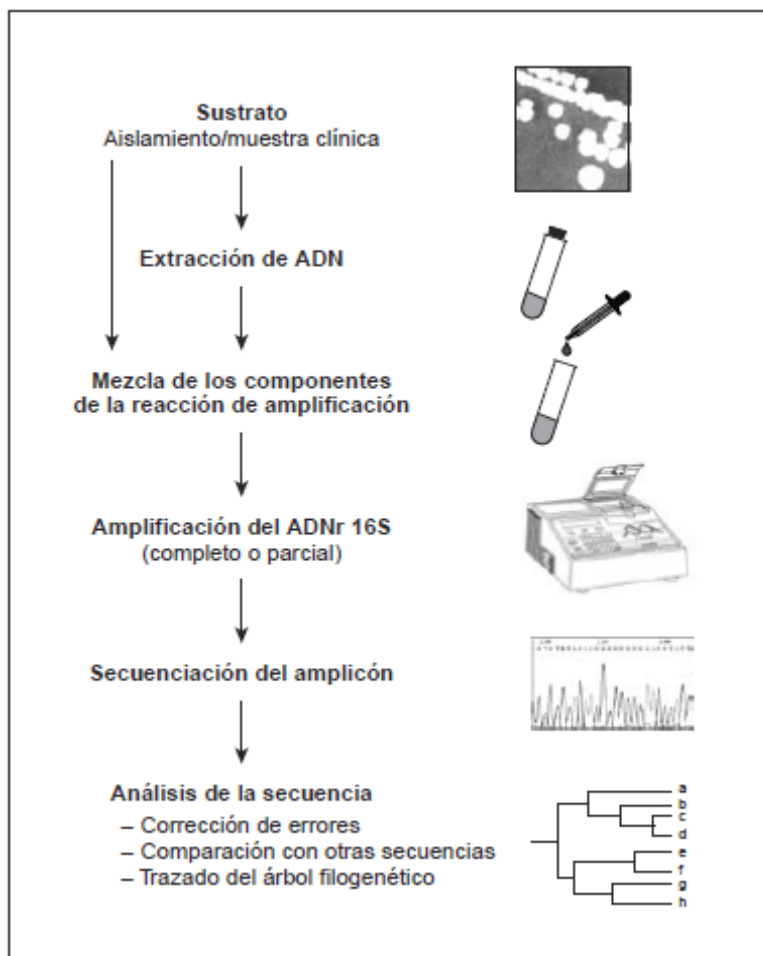 Sustrato
Aislamiento/muestra clínica
Extracción de ADN
Mezcla de los componentes
de la reacción de amplificación
Amplificación del ADNr 16S
(completo o parcial)
Secuenciación del amplicón
Análisis de la secuencia
– Corrección de errores
– Comparación con otras secuencias
– Trazado del árbol filogenético
a
b
c
d
e
f
g
h